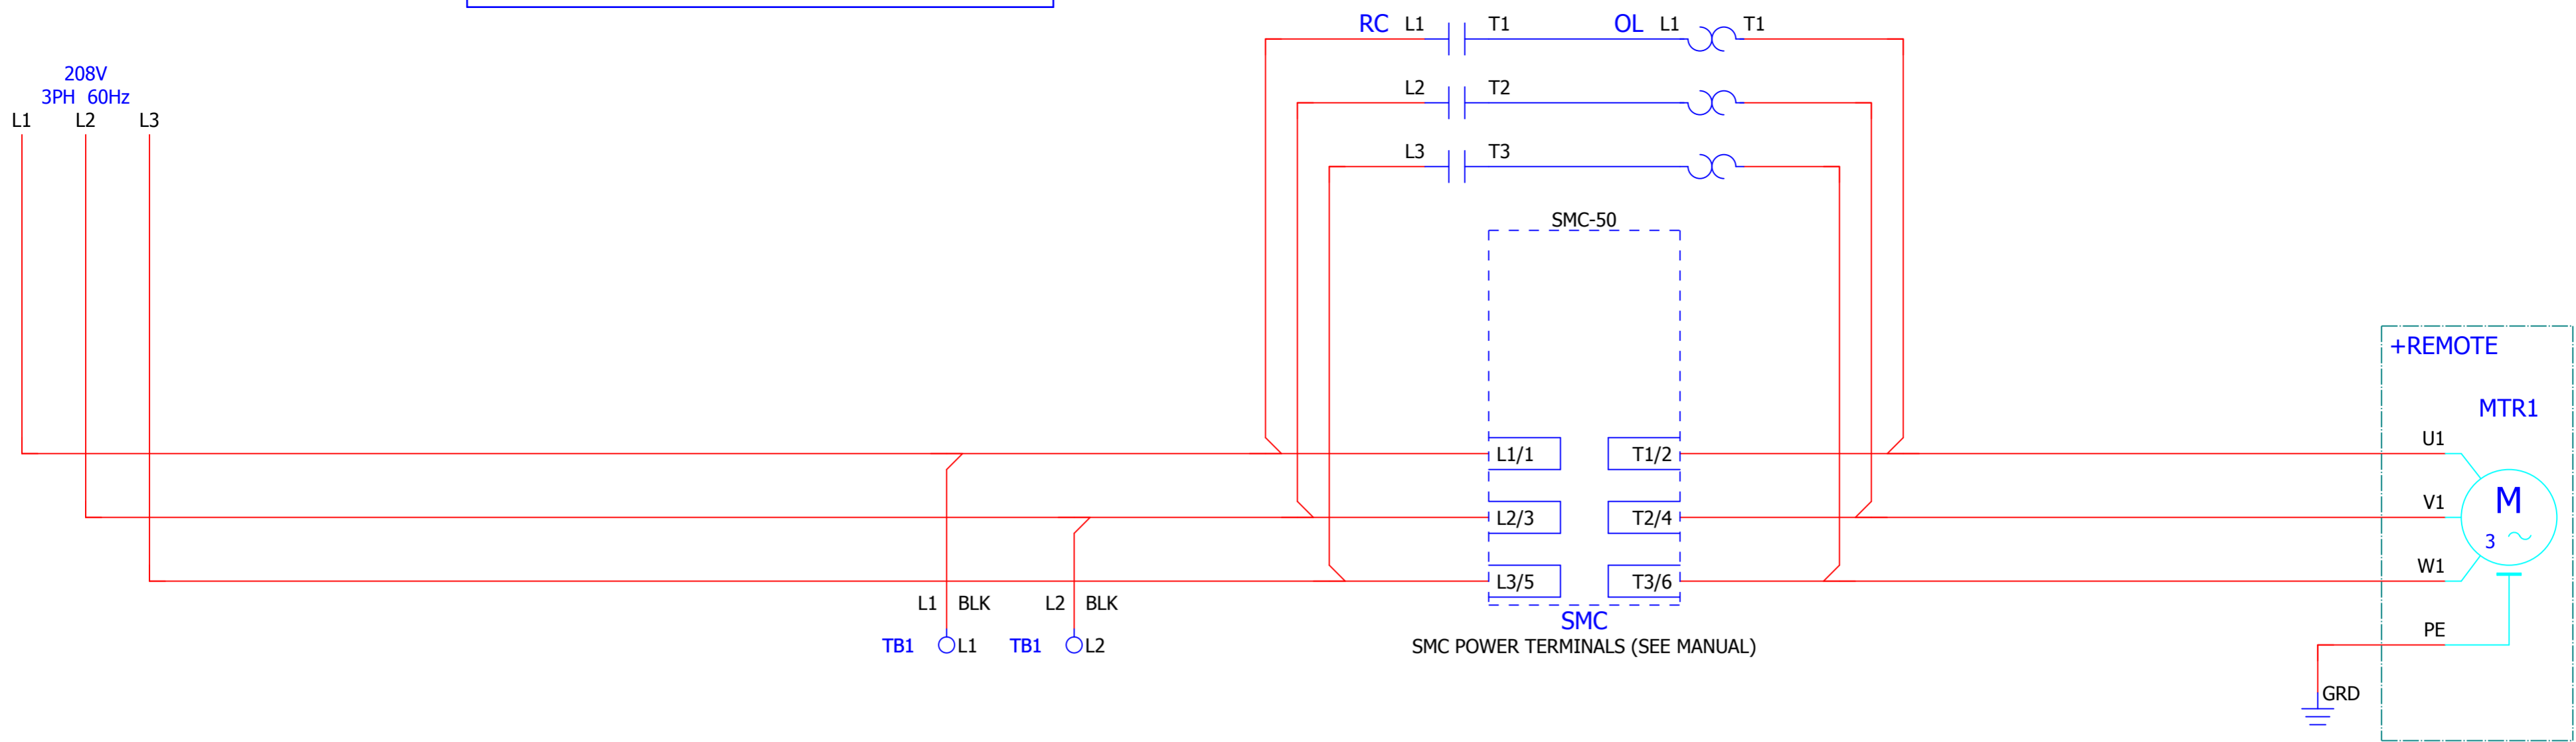 RC L1 T1 OL L1 T1
208V
3PH 60Hz
L1 L2 L3
L2 T2
L3 T3
SMC-50
+REMOTE
MTR1
U1
L1/1 T1/2
V1
M
3
L2/3 T2/4
W1
L3/5 T3/6
L1 BLK L2 BLK
SMC
PE
TB1 L1 TB1 L2
SMC POWER TERMINALS (SEE MANUAL)
GRD